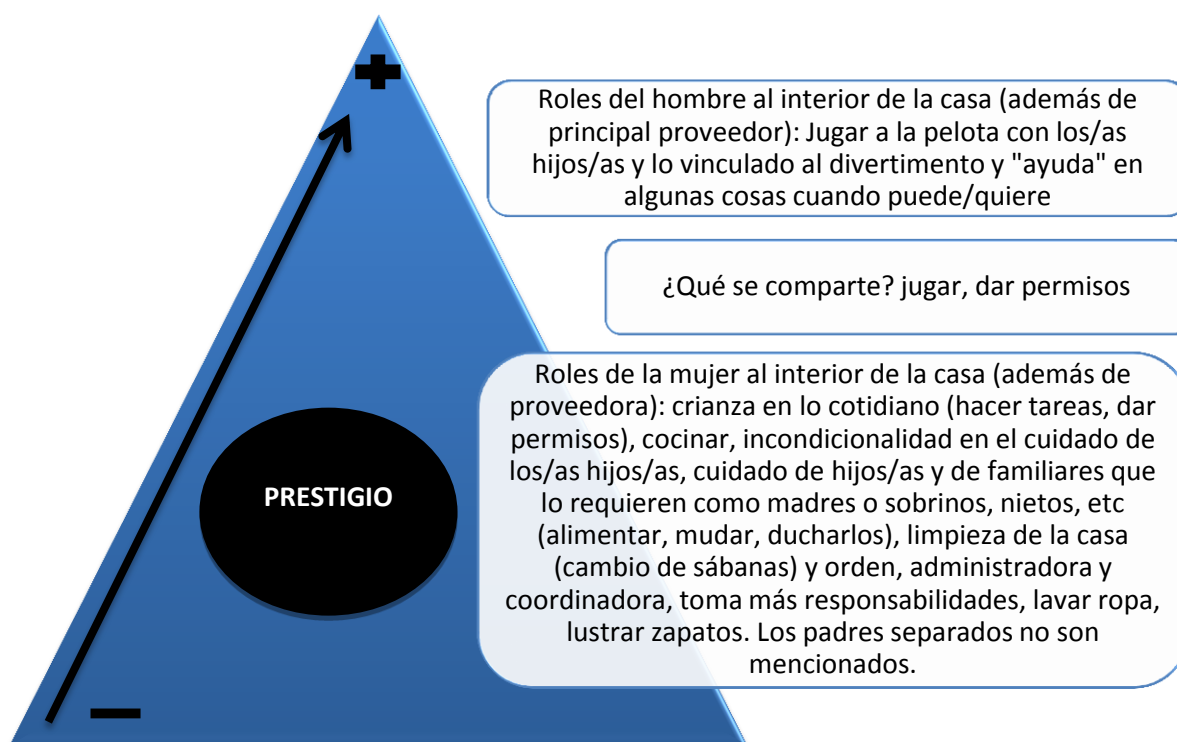 +
Roles del hombre al interior de la casa (además de
principal proveedor): Jugar a la pelota con los/as
hijos/as y lo vinculado al divertimento y "ayuda" en
algunas cosas cuando puede/quiere
¿Qué se comparte? jugar, dar permisos
Roles de la mujer al interior de la casa (además de
proveedora): crianza en lo cotidiano (hacer tareas, dar
permisos), cocinar, incondicionalidad en el cuidado de
los/as hijos/as, cuidado de hijos/as y de familiares que
lo requieren como madres o sobrinos, nietos, etc
(alimentar, mudar, ducharlos), limpieza de la casa
(cambio de sábanas) y orden, administradora y
coordinadora, toma más responsabilidades, lavar ropa,
lustrar zapatos. Los padres separados no son
mencionados.
PRESTIGIO
−